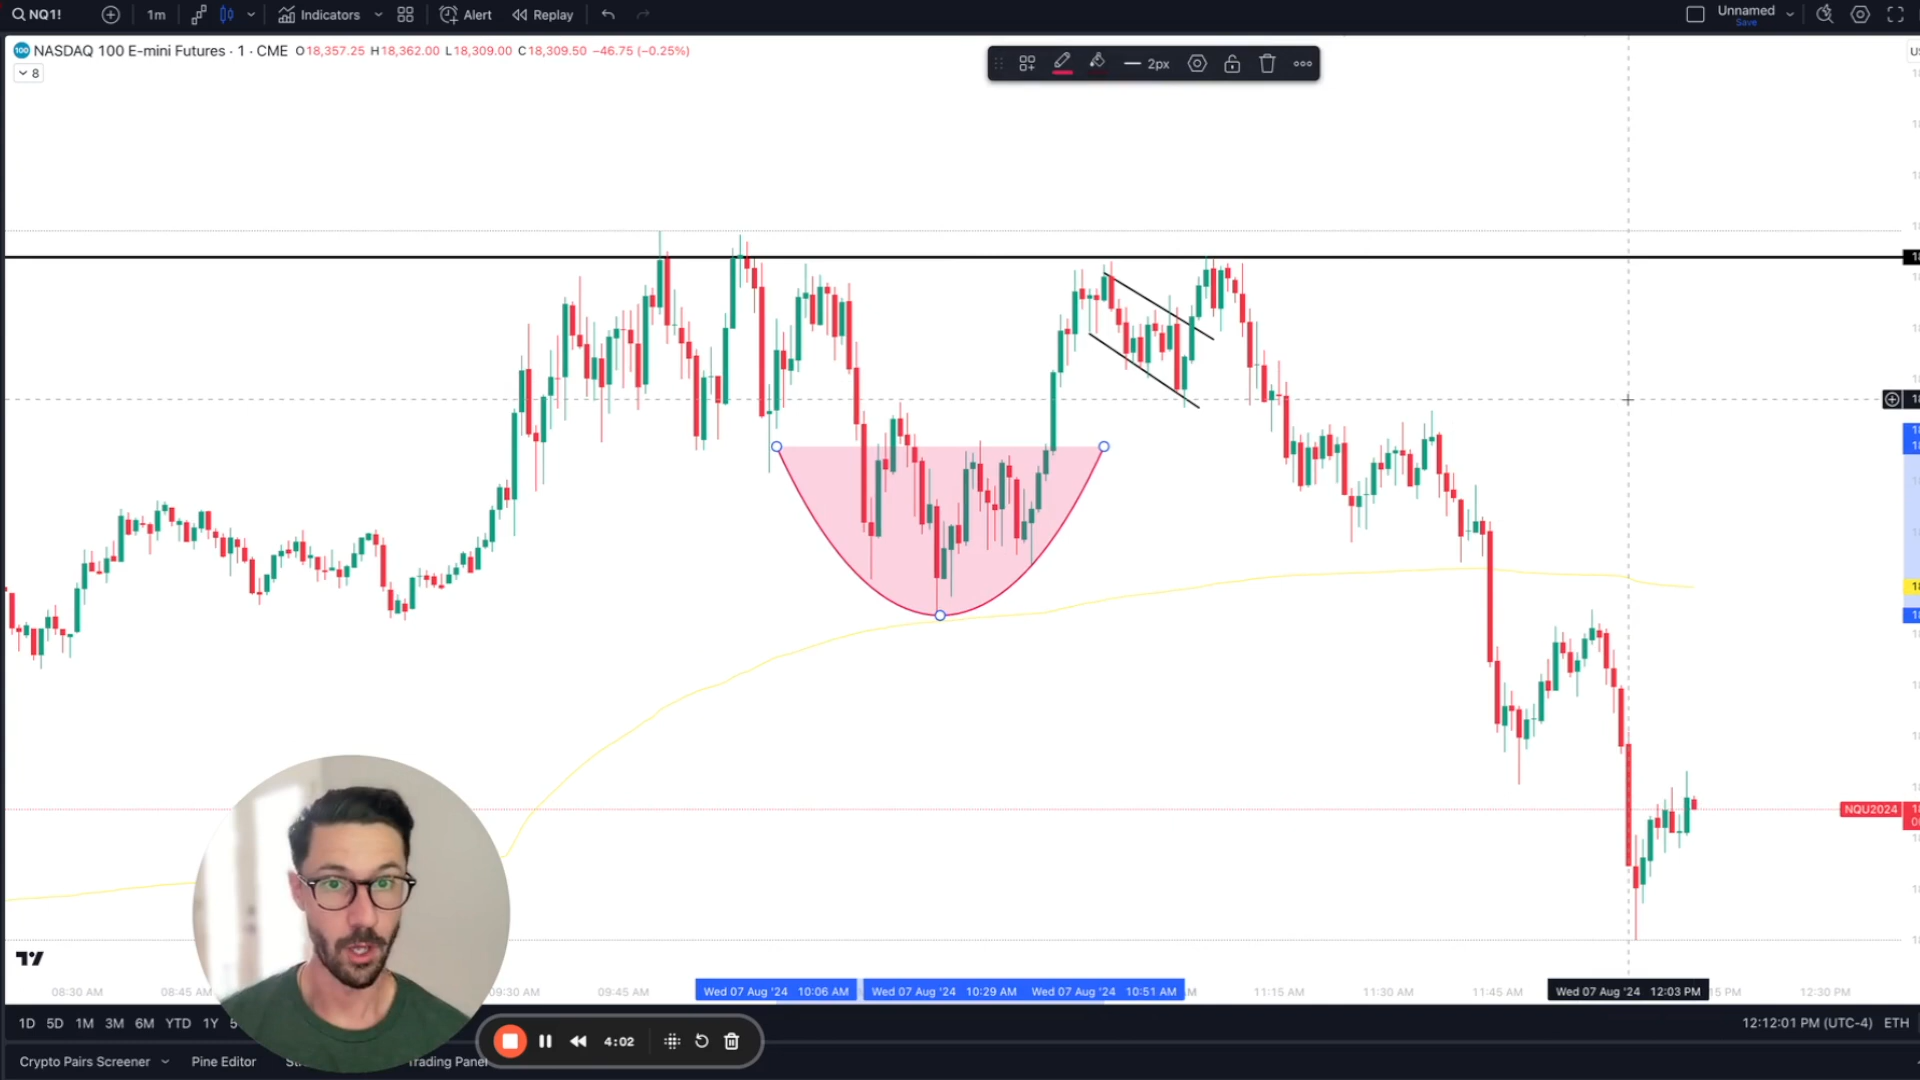 NQ1!
1m
Indicators
Alert
Replay
Unnamed
Save
NASDAQ 100 E-mini Futures · 1 · CME O18,357.25 H18,362.00 L18,309.00 C18,309.50 −46.75 (−0.25%)
8
2px
NQU2024
08:30 AM
08:45 AM
09:30 AM
09:45 AM
Wed 07 Aug '24 10:06 AM
Wed 07 Aug '24 10:29 AM
Wed 07 Aug '24 10:51 AM
11:15 AM
11:30 AM
11:45 AM
Wed 07 Aug '24 12:03 PM
12:30 PM
1D 5D 1M 3M 6M YTD 1Y
4:02
12:12:01 PM (UTC-4) ETH
Crypto Pairs Screener
Pine Editor
Trading Panel